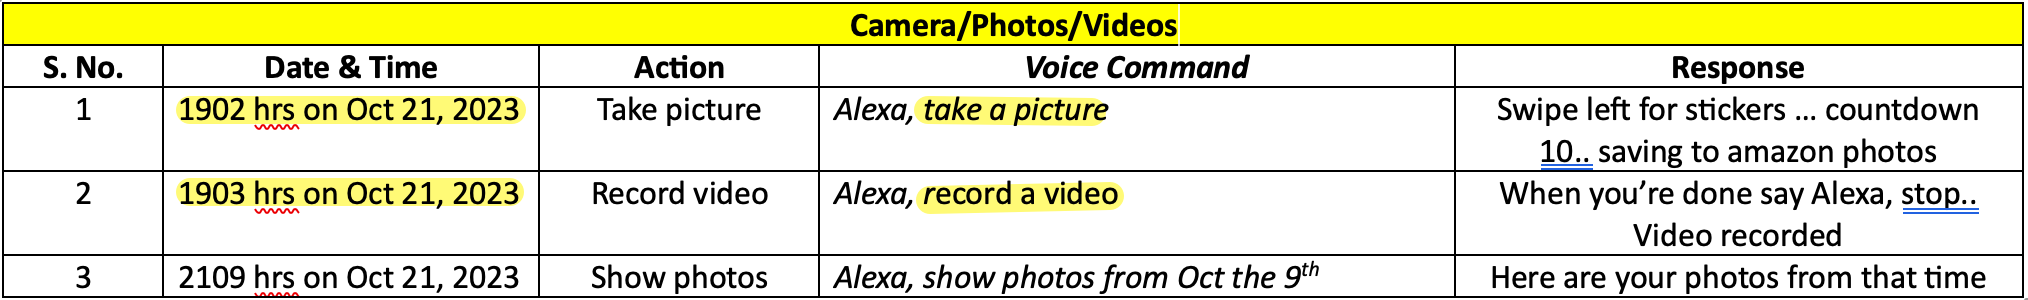 Camera/Photos/Videos
S. No. Date & Time Action Voice Command Response
1 1902 hrs on Oct 21, 2023 Take picture Alexa, take a picture Swipe left for stickers ... countdown
10.. saving to amazon photos
2 1903 hrs on Oct 21, 2023 Record video Alexa, record a video When you're done say Alexa, stop..
Video recorded
3 2109 hrs on Oct 21, 2023 Show photos Alexa, show photos from Oct the 9th Here are your photos from that time